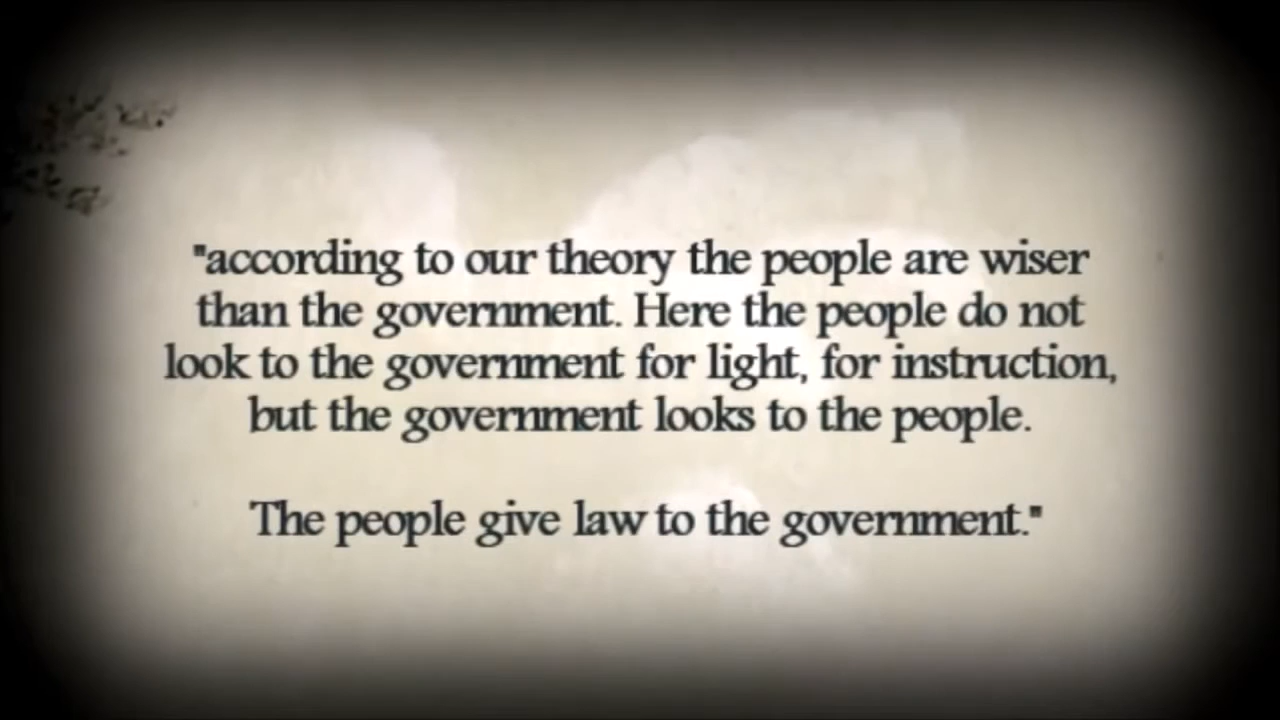 "according to our theory the people are wiser
than the government. Here the people do not
look to the government for light, for instruction,
but the government looks to the people.
The people give law to the government."